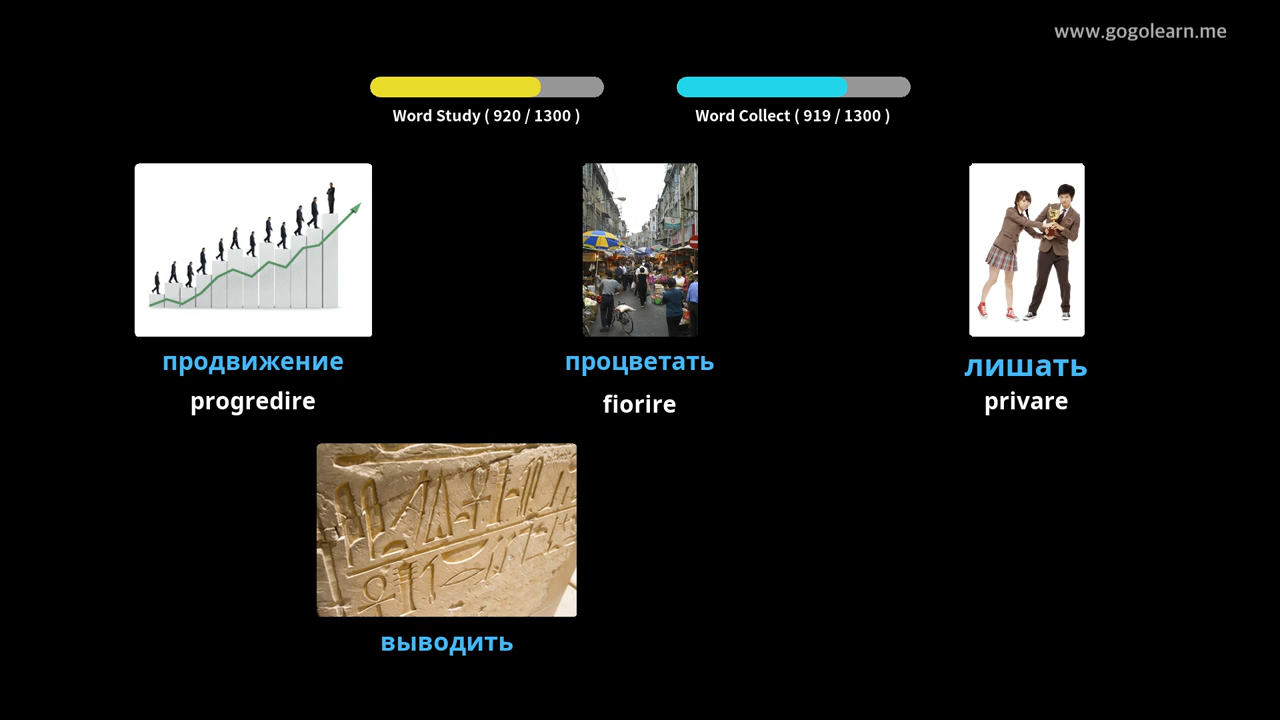 www.gogolearn.me
Word Study ( 920 / 1300 )
Word Collect ( 919 / 1300 )
продвижение
процветать
лишать
progredire
fiorire
privare
выводить